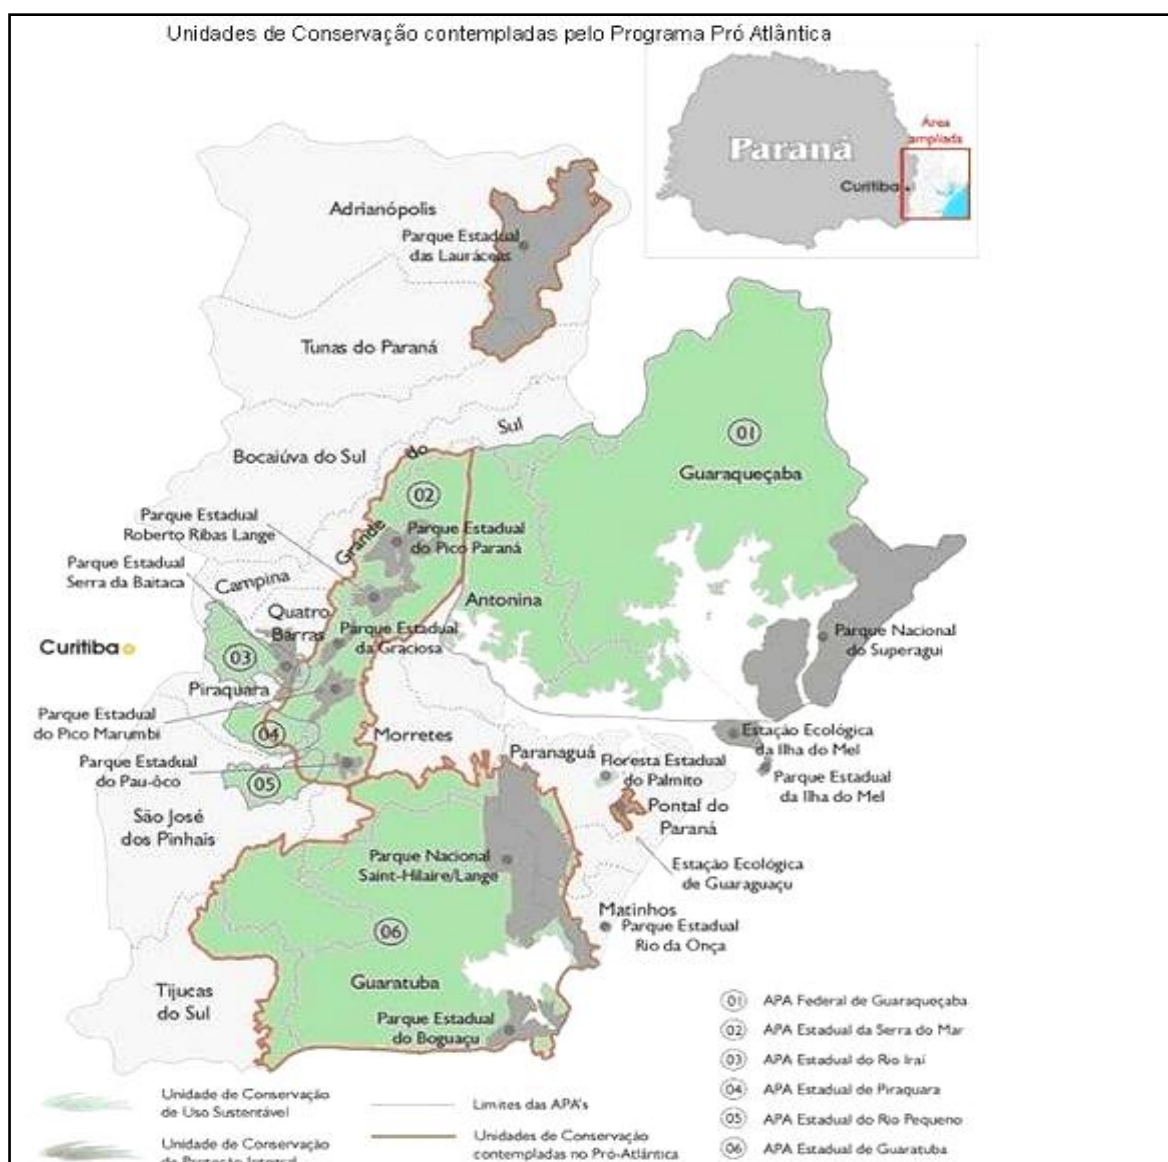 Unidades de Conservação contempladas pelo Programa Pró Atlântica
Paraná
Área
ampliada
Curitiba
Adrianópolis
Parque Estadual
das Lauráceas
Tunas do Paraná
Bocaiúva do Sul
Campina Grande do Sul
01
Guaraqueçaba
02
Parque Estadual
Roberto Ribas Lange
Parque Estadual
do Pico Paraná
Parque Estadual
Serra da Baitaca
Quatro
Barras
Antonina
Parque Estadual
da Graciosa
Parque Nacional
do Superagui
Curitiba
03
Piraquara
Parque Estadual
do Pico Marumbi
04
Morretes
Parque Estadual
do Pau-ôco
05
Paranaguá
Floresta Estadual
do Palmito
Estação Ecológica
da Ilha do Mel
Parque Estadual
da Ilha do Mel
São José
dos Pinhais
Pontal do
Paraná
Parque Nacional
Saint-Hilaire/Lange
Estação Ecológica
de Guaraguaçu
Matinhos
Parque Estadual
Rio da Onça
06
Guaratuba
Tijucas
do Sul
Parque Estadual
do Boguaçu
01 APA Federal de Guaraqueçaba
02 APA Estadual da Serra do Mar
03 APA Estadual do Rio Iraí
04 APA Estadual de Piraquara
05 APA Estadual do Rio Pequeno
06 APA Estadual de Guaratuba
Unidade de Conservação
de Uso Sustentável
Unidade de Conservação
de Proteção Integral
Limites das APA's
Unidades de Conservação
contempladas no Pró-Atlântica